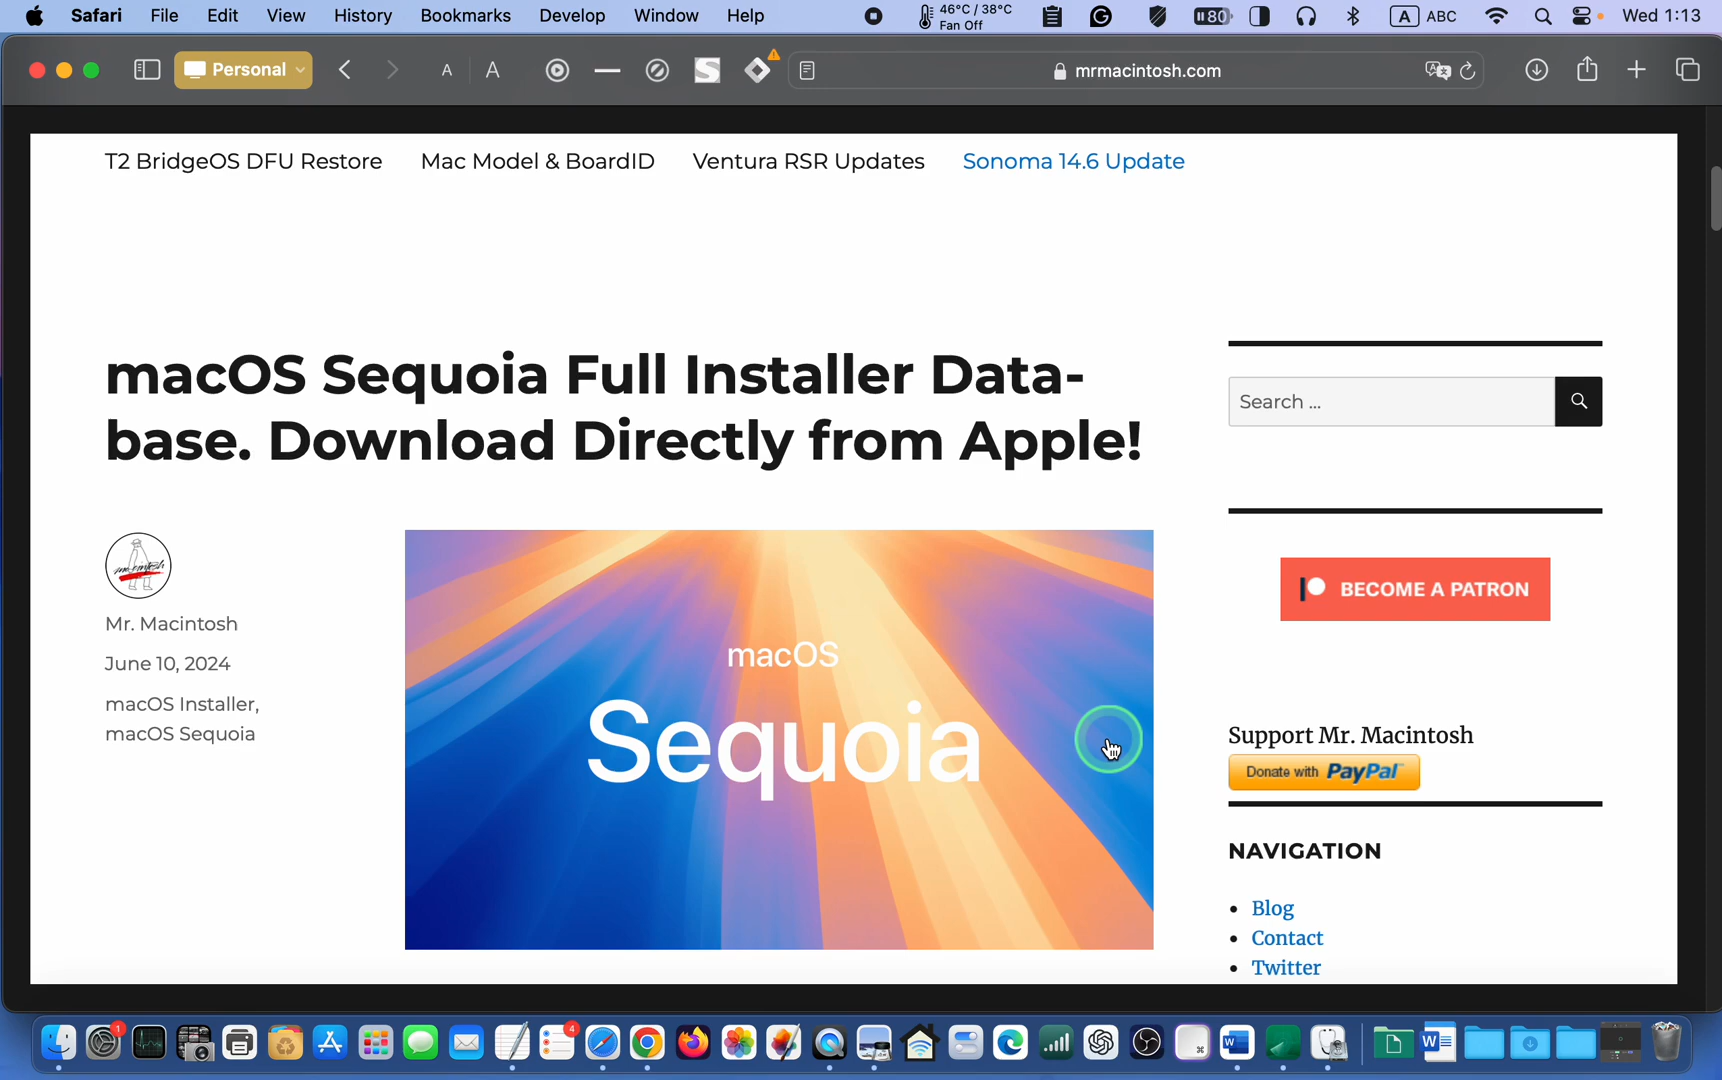 Safari File Edit View History Bookmarks Develop Window Help 46°C / 38°C Fan Off 80 A ABC Wed 1:13
Personal A A S mrmacintosh.com
T2 BridgeOS DFU Restore Mac Model & BoardID Ventura RSR Updates Sonoma 14.6 Update
macOS Sequoia Full Installer Data-
base. Download Directly from Apple!
Search ...
BECOME A PATRON
Mr. Macintosh
June 10, 2024
macOS Installer,
macOS Sequoia
macOS
Sequoia
Support Mr. Macintosh
Donate with PayPal
NAVIGATION
Blog
Contact
Twitter
1
4
W
W